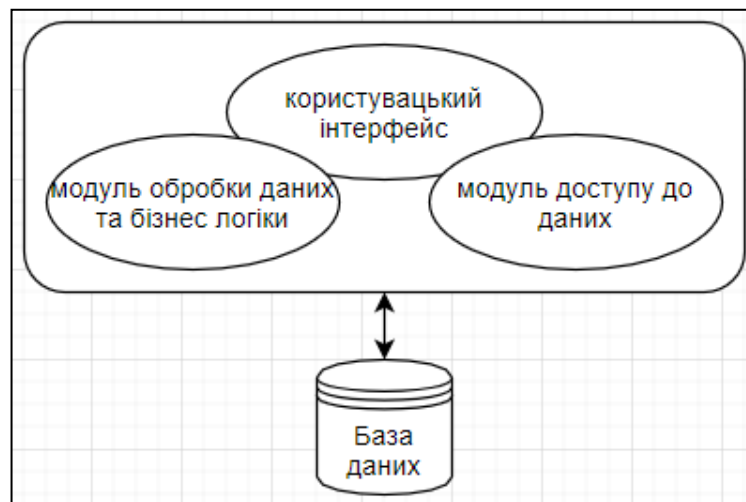 користувацький
інтерфейс
модуль обробки даних
та бізнес логіки
модуль доступу до
даних
База
даних